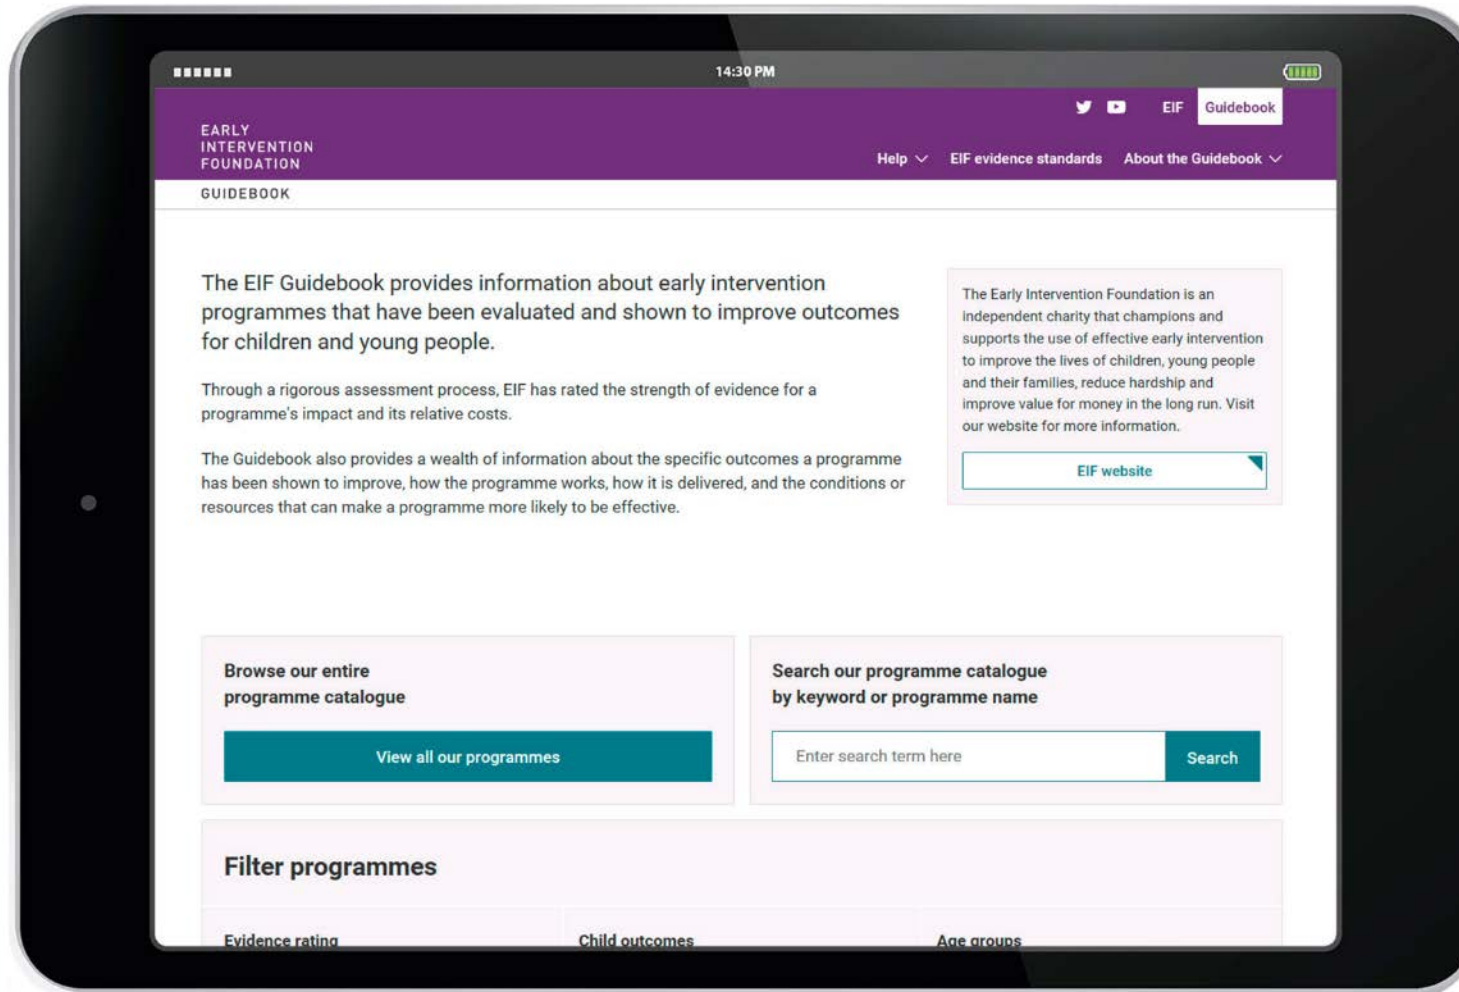 14:30 PM
EIF Guidebook
EARLY
INTERVENTION
FOUNDATION
Help EIF evidence standards About the Guidebook
GUIDEBOOK
The EIF Guidebook provides information about early intervention
programmes that have been evaluated and shown to improve outcomes
for children and young people.
Through a rigorous assessment process, EIF has rated the strength of evidence for a
programme's impact and its relative costs.
The Guidebook also provides a wealth of information about the specific outcomes a programme
has been shown to improve, how the programme works, how it is delivered, and the conditions or
resources that can make a programme more likely to be effective.
The Early Intervention Foundation is an
independent charity that champions and
supports the use of effective early intervention
to improve the lives of children, young people
and their families, reduce hardship and
improve value for money in the long run. Visit
our website for more information.
EIF website
Browse our entire
programme catalogue
View all our programmes
Search our programme catalogue
by keyword or programme name
Enter search term here
Search
Filter programmes
Evidence rating
Child outcomes
Age groups